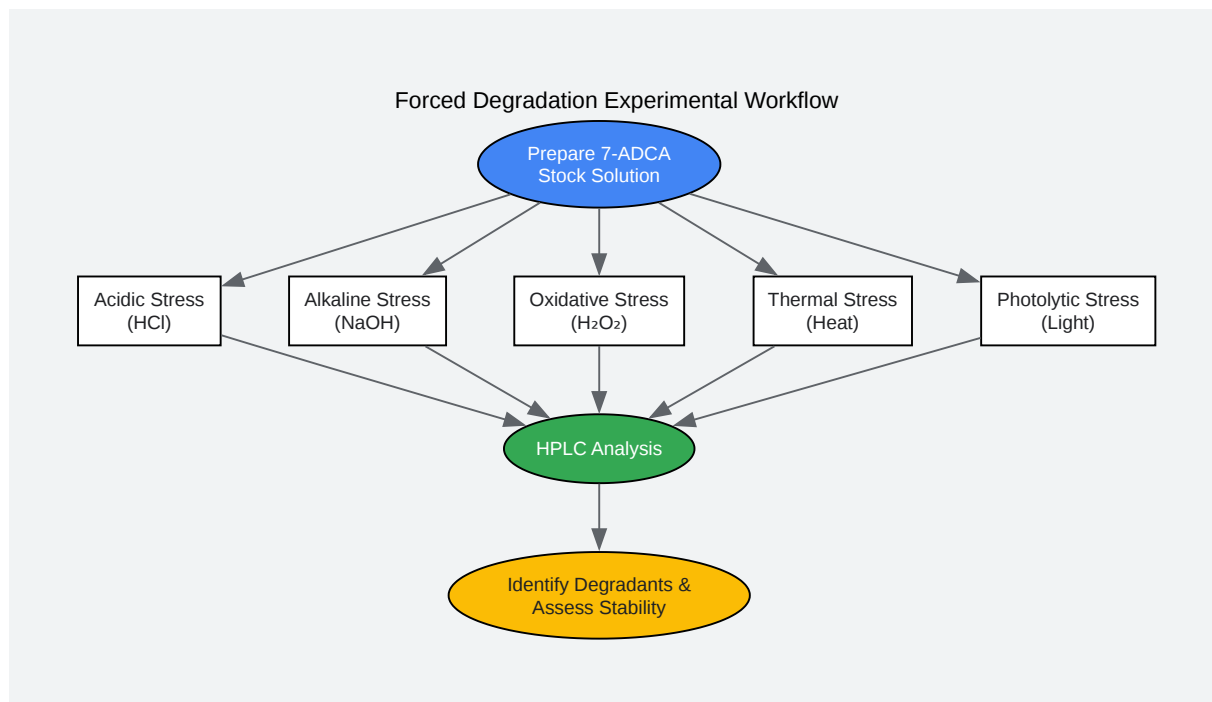 Forced Degradation Experimental Workflow
Prepare 7-ADCA
Stock Solution
Acidic Stress
(HCl)
Alkaline Stress
(NaOH)
Oxidative Stress
(H₂O₂)
Thermal Stress
(Heat)
Photolytic Stress
(Light)
HPLC Analysis
Identify Degradants &
Assess Stability